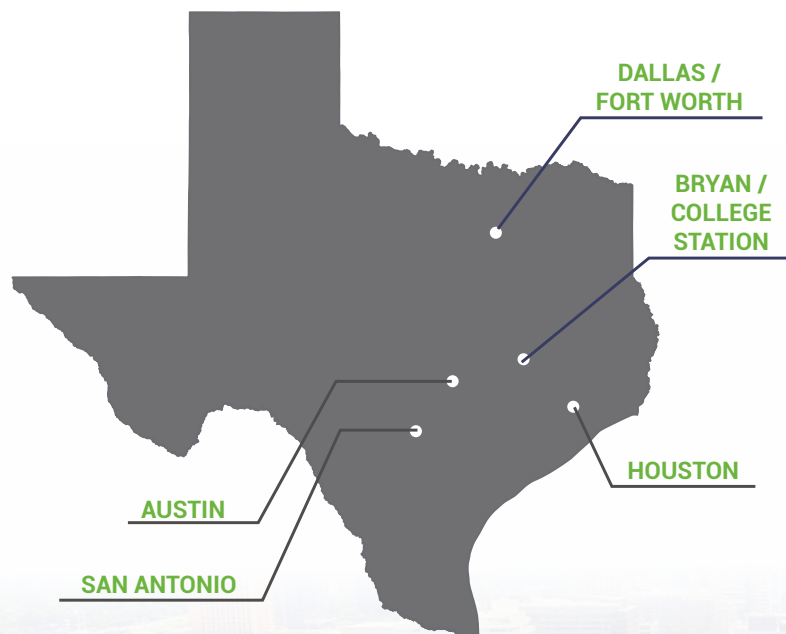 DALLAS /
FORT WORTH
BRYAN /
COLLEGE
STATION
HOUSTON
AUSTIN
SAN ANTONIO